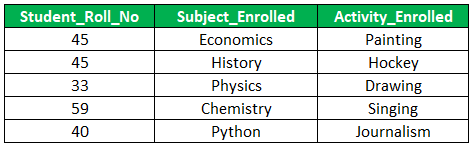 Student_Roll_No Subject_Enrolled Activity_Enrolled
45 Economics Painting
45 History Hockey
33 Physics Drawing
59 Chemistry Singing
40 Python Journalism